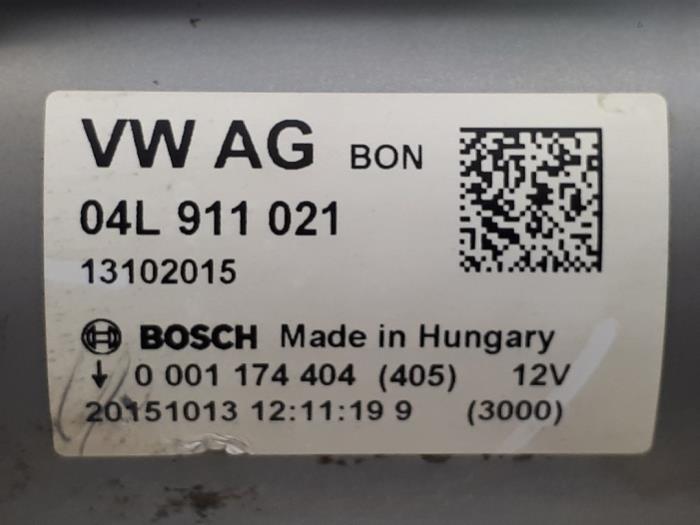 VW AG BON
04L 911 021
13102015
BOSCH Made in Hungary
0 001 174 404 (405) 12V
20151013 12:11:19 9 (3000)